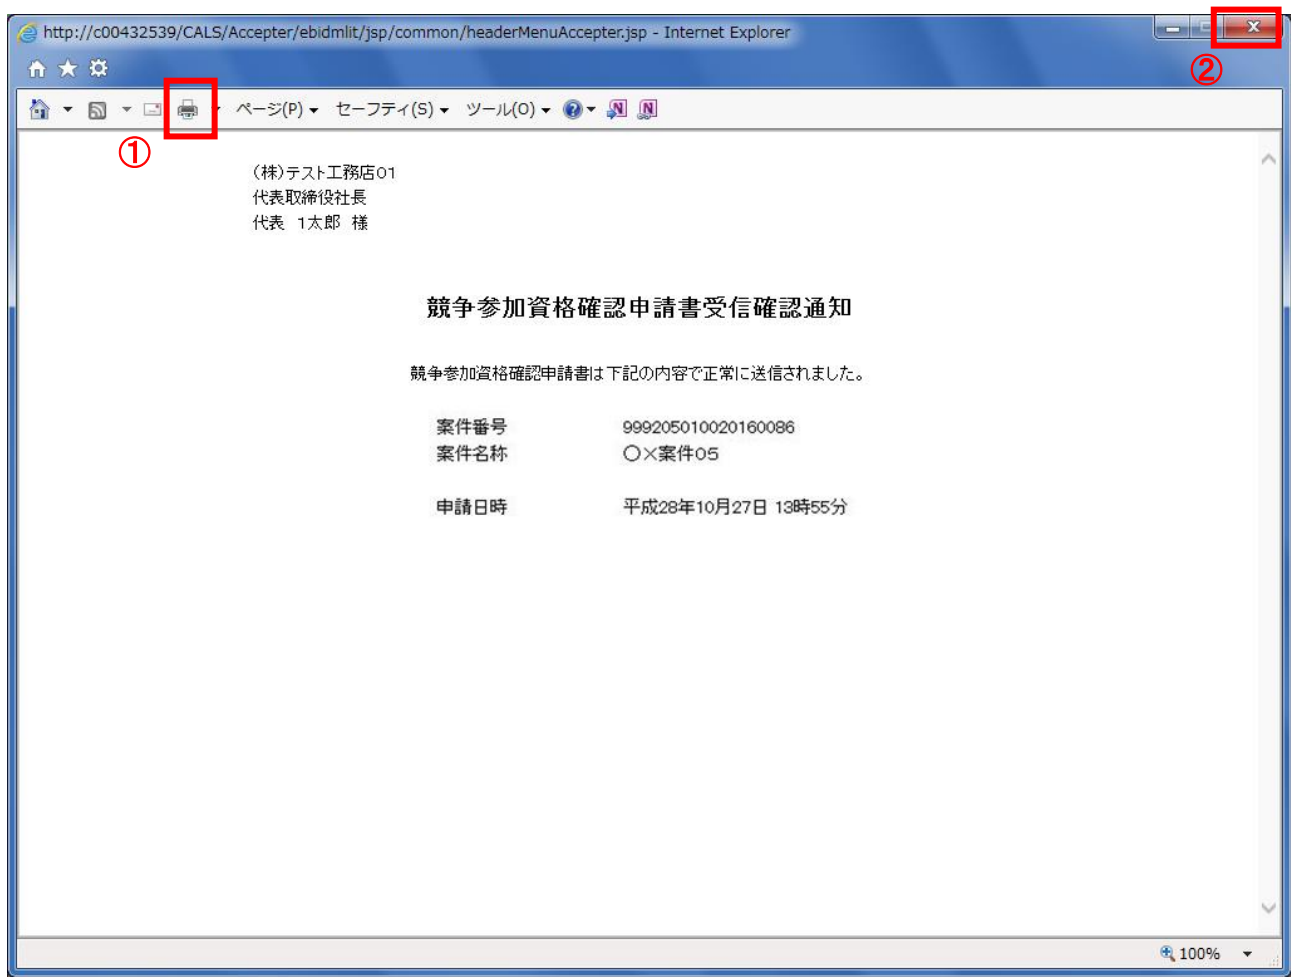 http://c00432539/CALS/Accepter/ebidmlit/jsp/common/headerMenuAccepter.jsp - Internet Explorer
②
ページ(P) セーフティ(S) ツール(O)
①
(株)テスト工務店01
代表取締役社長
代表 1太郎 様
競争参加資格確認申請書受信確認通知
競争参加資格確認申請書は下記の内容で正常に送信されました。
案件番号 999205010020160086
案件名称 〇×案件05
申請日時 平成28年10月27日 13時55分
100%